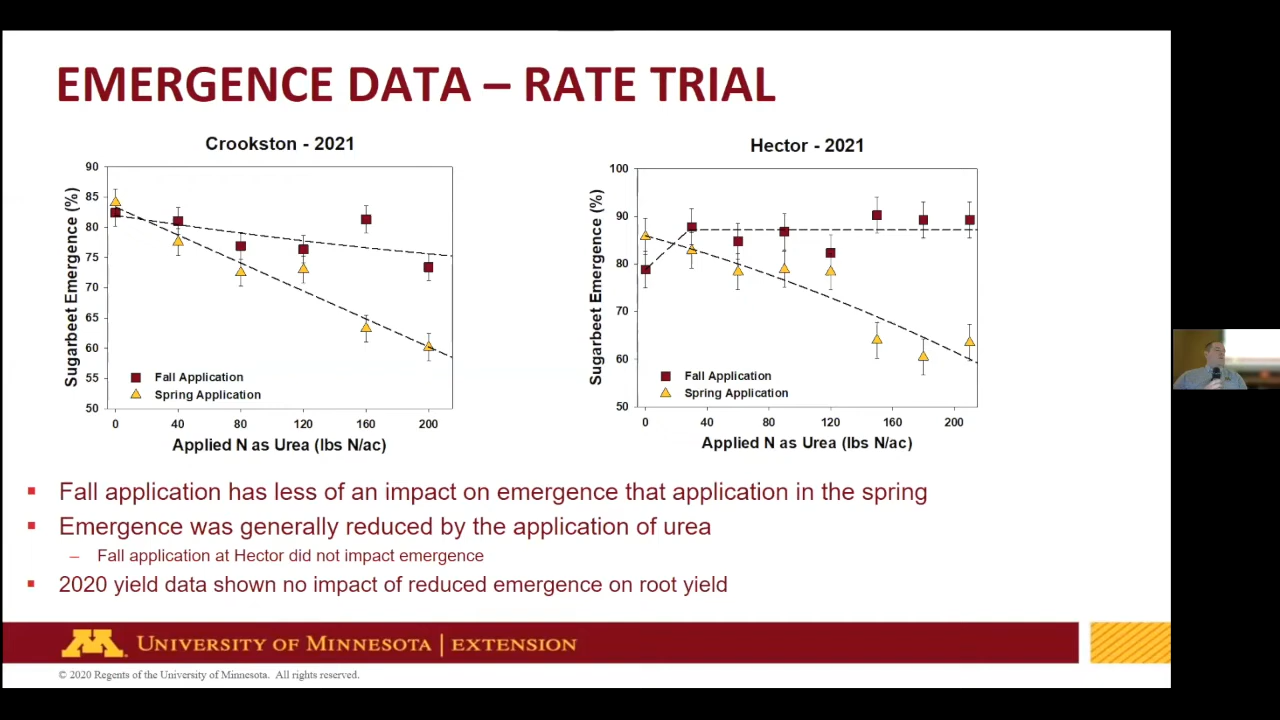 EMERGENCE DATA – RATE TRIAL
Crookston - 2021
90
85
80
75
70
65
60
55
50
Sugarbeet Emergence (%)
Fall Application
Spring Application
0 40 80 120 160 200
Applied N as Urea (lbs N/ac)
Hector - 2021
100
90
80
70
60
50
Sugarbeet Emergence (%)
Fall Application
Spring Application
0 40 80 120 160 200
Applied N as Urea (lbs N/ac)
▪ Fall application has less of an impact on emergence that application in the spring
▪ Emergence was generally reduced by the application of urea
– Fall application at Hector did not impact emergence
▪ 2020 yield data shown no impact of reduced emergence on root yield
M. UNIVERSITY OF MINNESOTA | EXTENSION
© 2020 Regents of the University of Minnesota. All rights reserved.